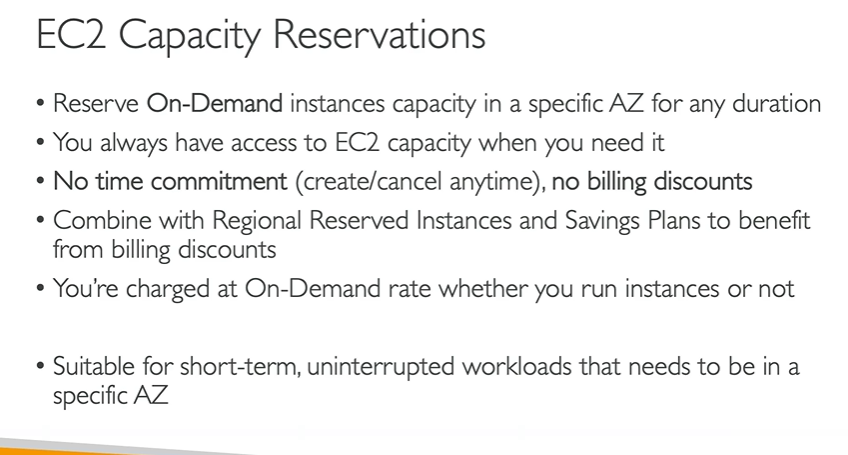 EC2 Capacity Reservations
• Reserve On-Demand instances capacity in a specific AZ for any duration
• You always have access to EC2 capacity when you need it
• No time commitment (create/cancel anytime), no billing discounts
• Combine with Regional Reserved Instances and Savings Plans to benefit
from billing discounts
• You're charged at On-Demand rate whether you run instances or not
• Suitable for short-term, uninterrupted workloads that needs to be in a
specific AZ